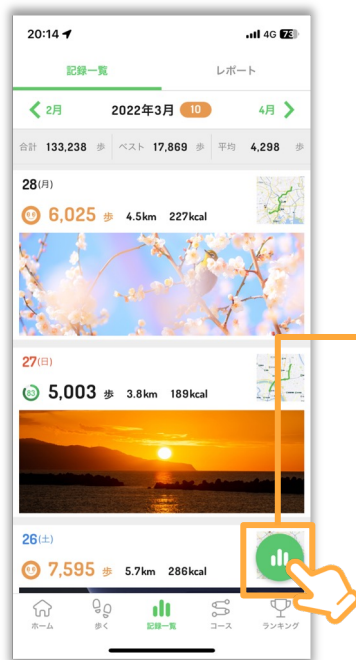 20:14 4G 73
記録一覧 レポート
2月 2022年3月 10 4月
合計 133,238 歩 ベスト 17,869 歩 平均 4,298 歩
28(月)
6,025 歩 4.5km 227kcal
27(日)
83 5,003 歩 3.8km 189kcal
26(土)
7,595 歩 5.7km 286kcal
ホーム 歩く 記録一覧 コース ランキング